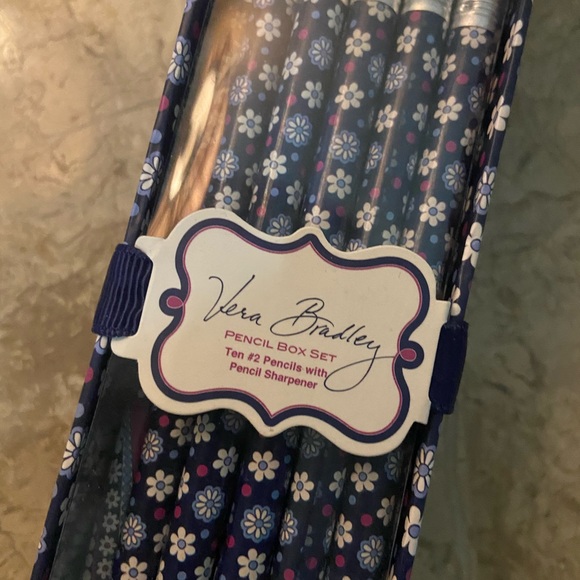 Vera Bradley
PENCIL BOX SET
Ten #2 Pencils with
Pencil Sharpener